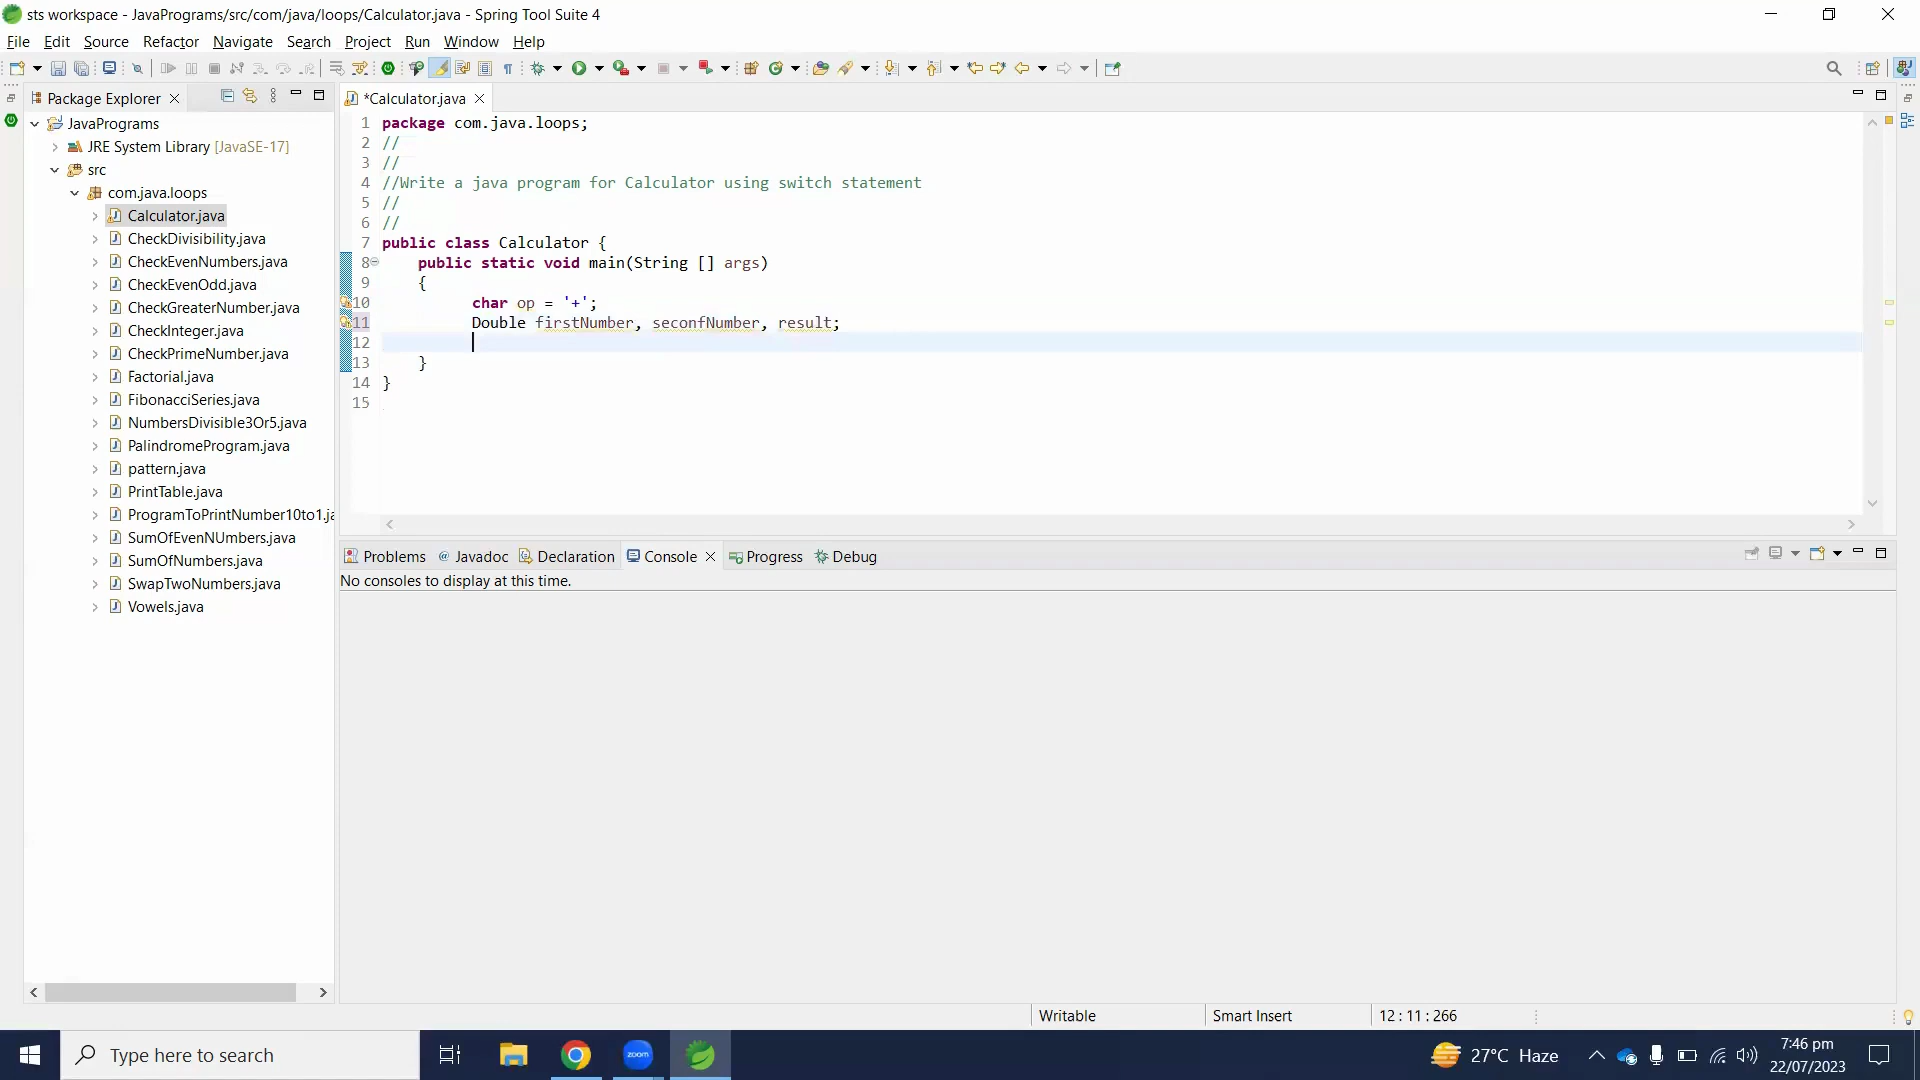 sts workspace - JavaPrograms/src/com/java/loops/Calculator.java - Spring Tool Suite 4
File Edit Source Refactor Navigate Search Project Run Window Help
Package Explorer
*Calculator.java
JavaPrograms
JRE System Library [JavaSE-17]
src
com.java.loops
Calculator.java
CheckDivisibility.java
CheckEvenNumbers.java
CheckEvenOdd.java
CheckGreaterNumber.java
CheckInteger.java
CheckPrimeNumber.java
Factorial.java
FibonacciSeries.java
NumbersDivisible3Or5.java
PalindromeProgram.java
pattern.java
PrintTable.java
ProgramToPrintNumber10to1.ja
SumOfEvenNUmbers.java
SumOfNumbers.java
SwapTwoNumbers.java
Vowels.java
1 package com.java.loops;
2 //
3 //
4 //Write a java program for Calculator using switch statement
5 //
6 //
7 public class Calculator {
8 public static void main(String [] args)
9 {
10 char op = '+';
11 Double firstNumber, seconfNumber, result;
12
13 }
14 }
15
Problems Javadoc Declaration Console Progress Debug
No consoles to display at this time.
Writable Smart Insert 12 : 11 : 266
Type here to search
zoom
27°C Haze
7:46 pm
22/07/2023